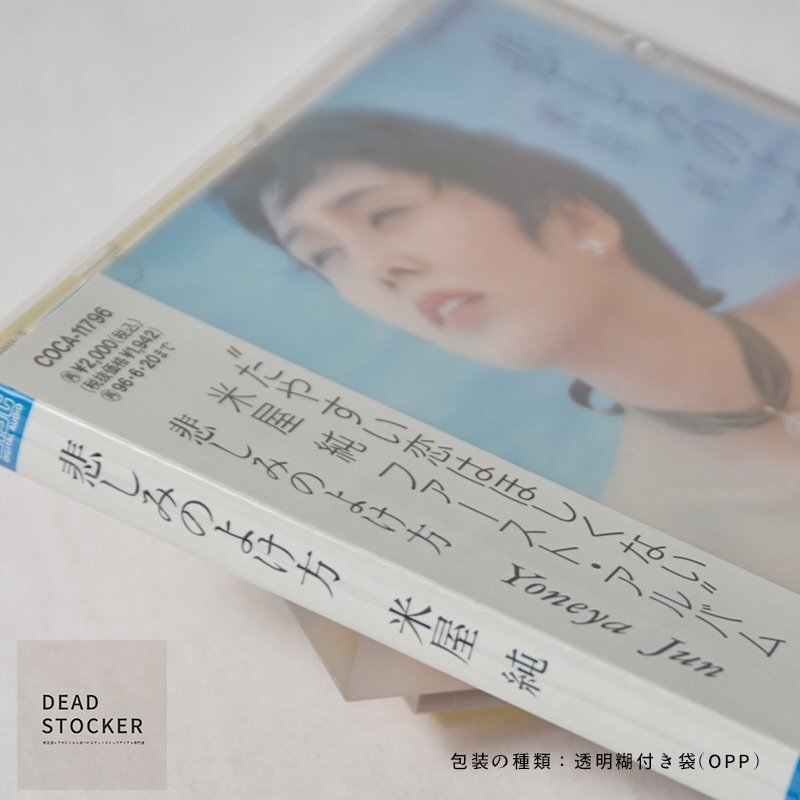 COCA-11796
¥2,000(税込)
(税抜価格¥1,942)
96・6・20まで
"たやすい恋はほしくない"
米屋 純 ファースト・アルバム
悲しみのよけ方
Yoneya Jun
悲しみのよけ方 米屋 純
DIGITAL AUDIO
DEAD
STOCKER
包装の種類：透明糊付き袋(OPP)